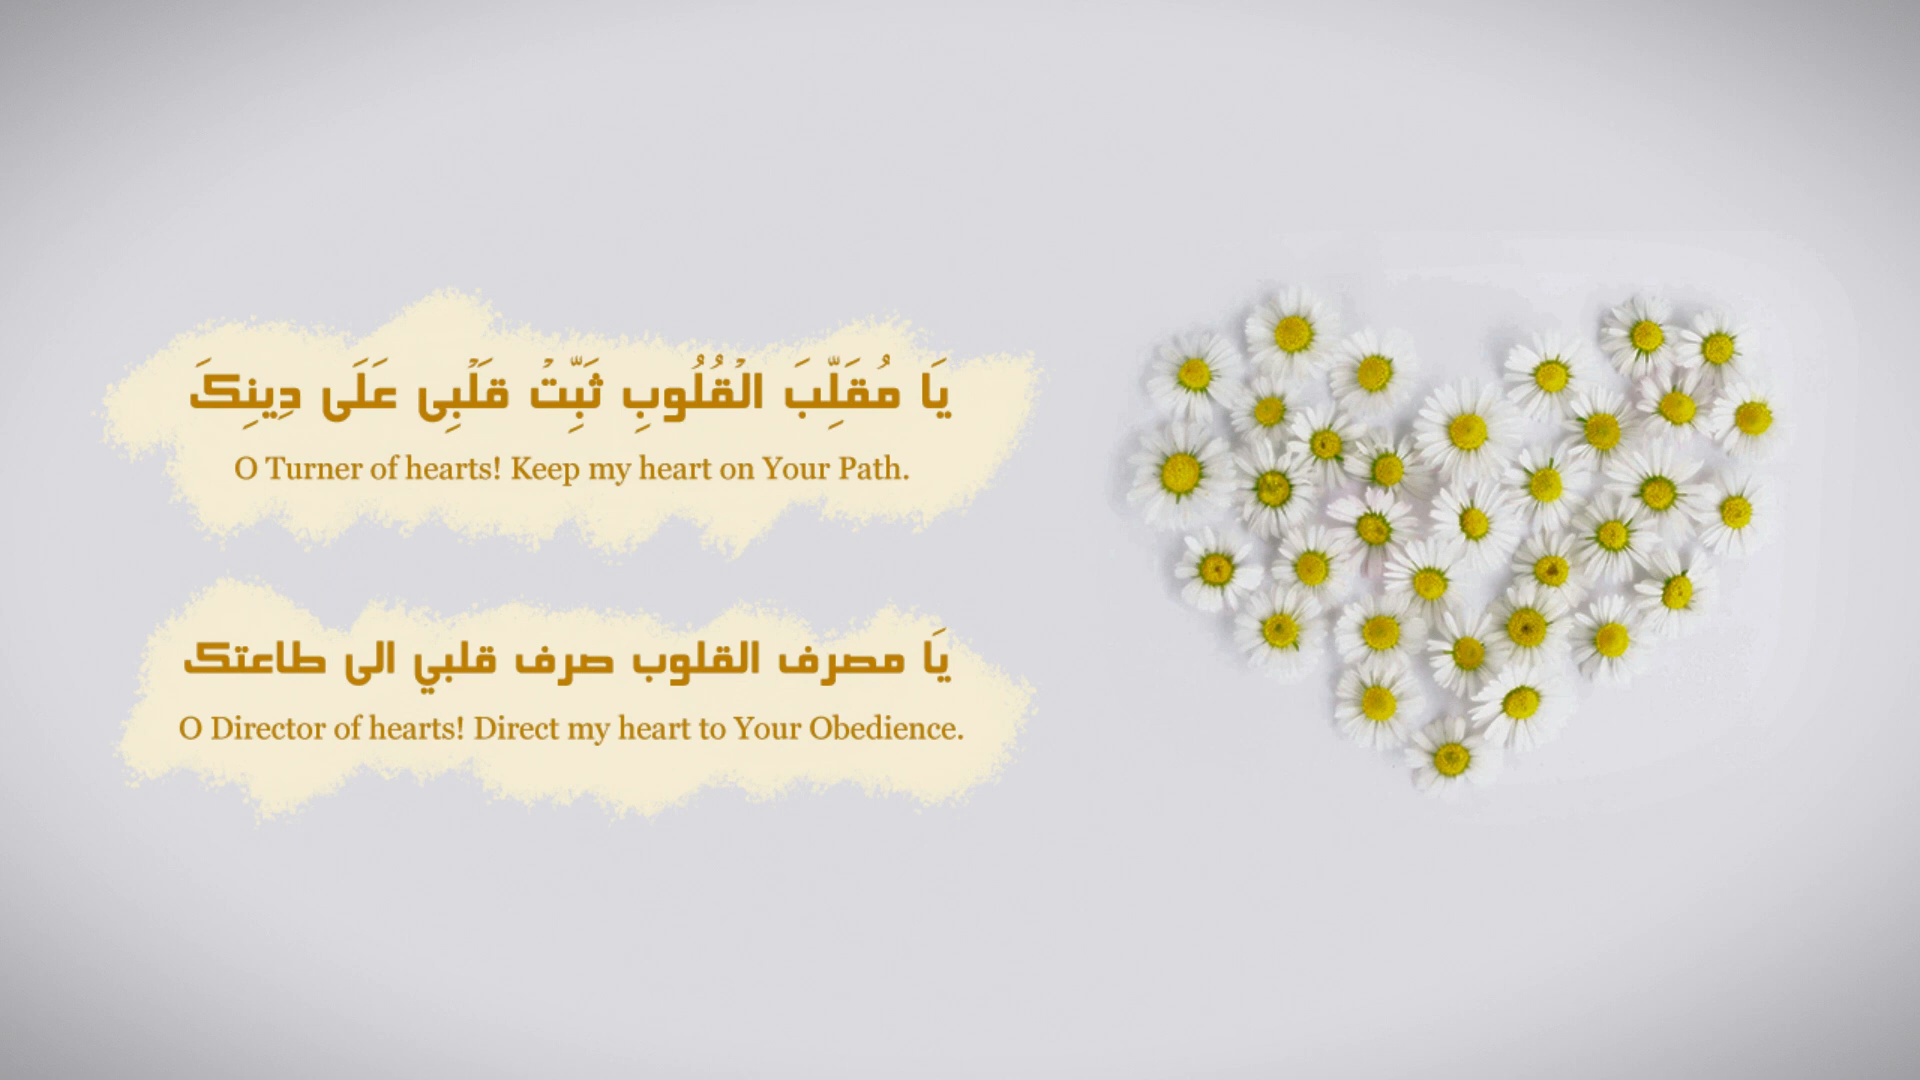 يَا مُقَلِّبَ الْقُلُوبِ ثَبِّتْ قَلْبِى عَلَى دِينِکَ
O Turner of hearts! Keep my heart on Your Path.
يَا مصرف القلوب صرف قلبي الى طاعتک
O Director of hearts! Direct my heart to Your Obedience.